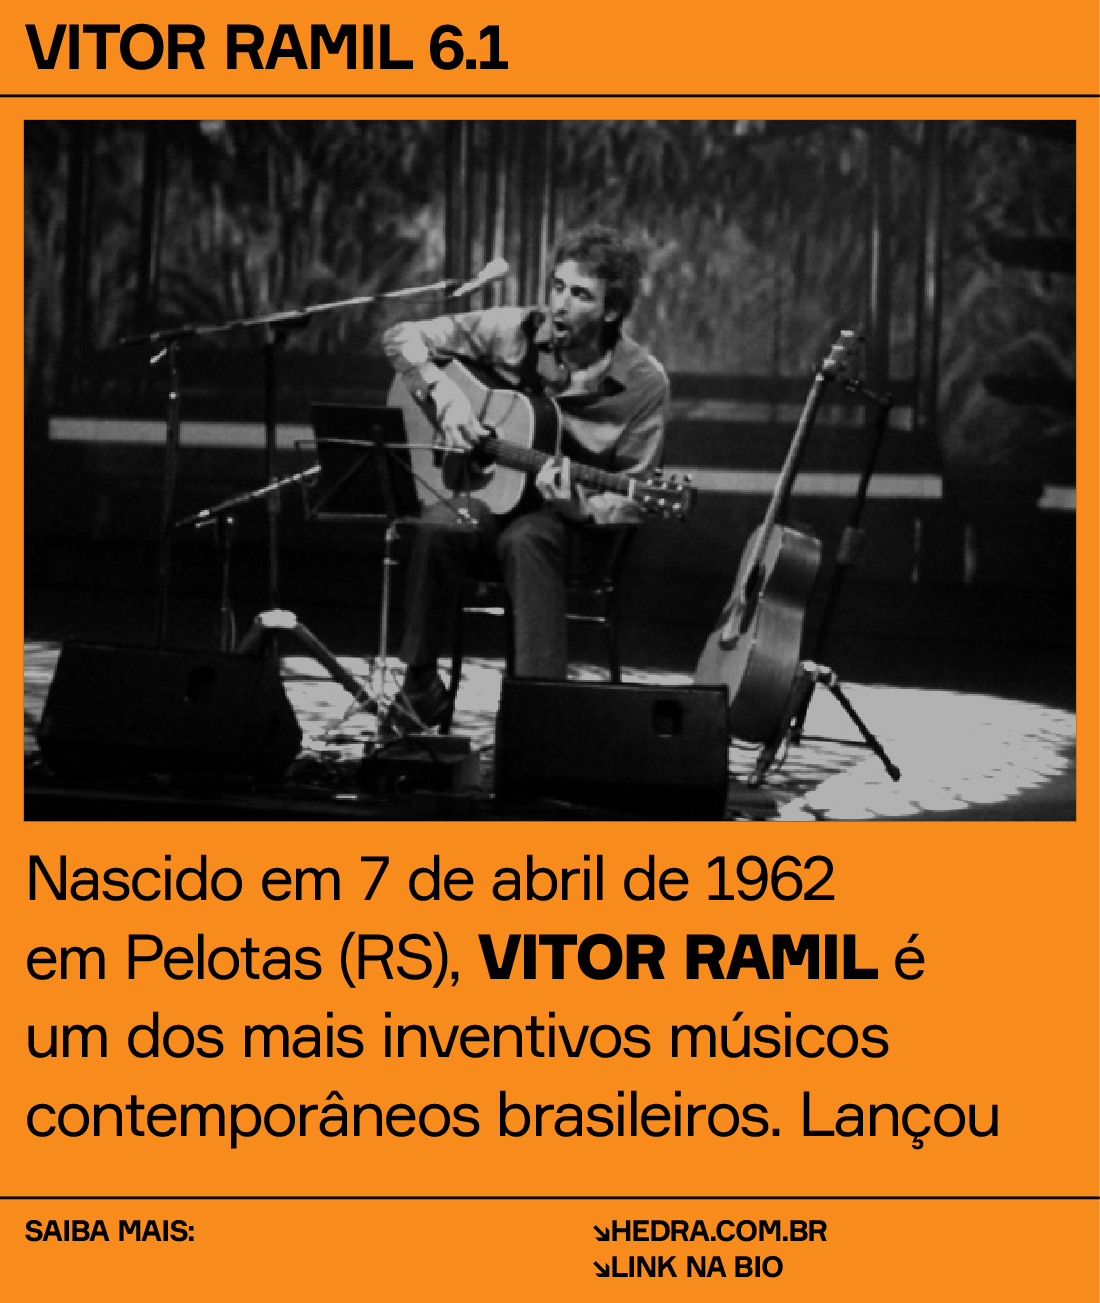 VITOR RAMIL 6.1
Nascido em 7 de abril de 1962
em Pelotas (RS), VITOR RAMIL é
um dos mais inventivos músicos
contemporâneos brasileiros. Lançou
SAIBA MAIS:
↘HEDRA.COM.BR
↘LINK NA BIO